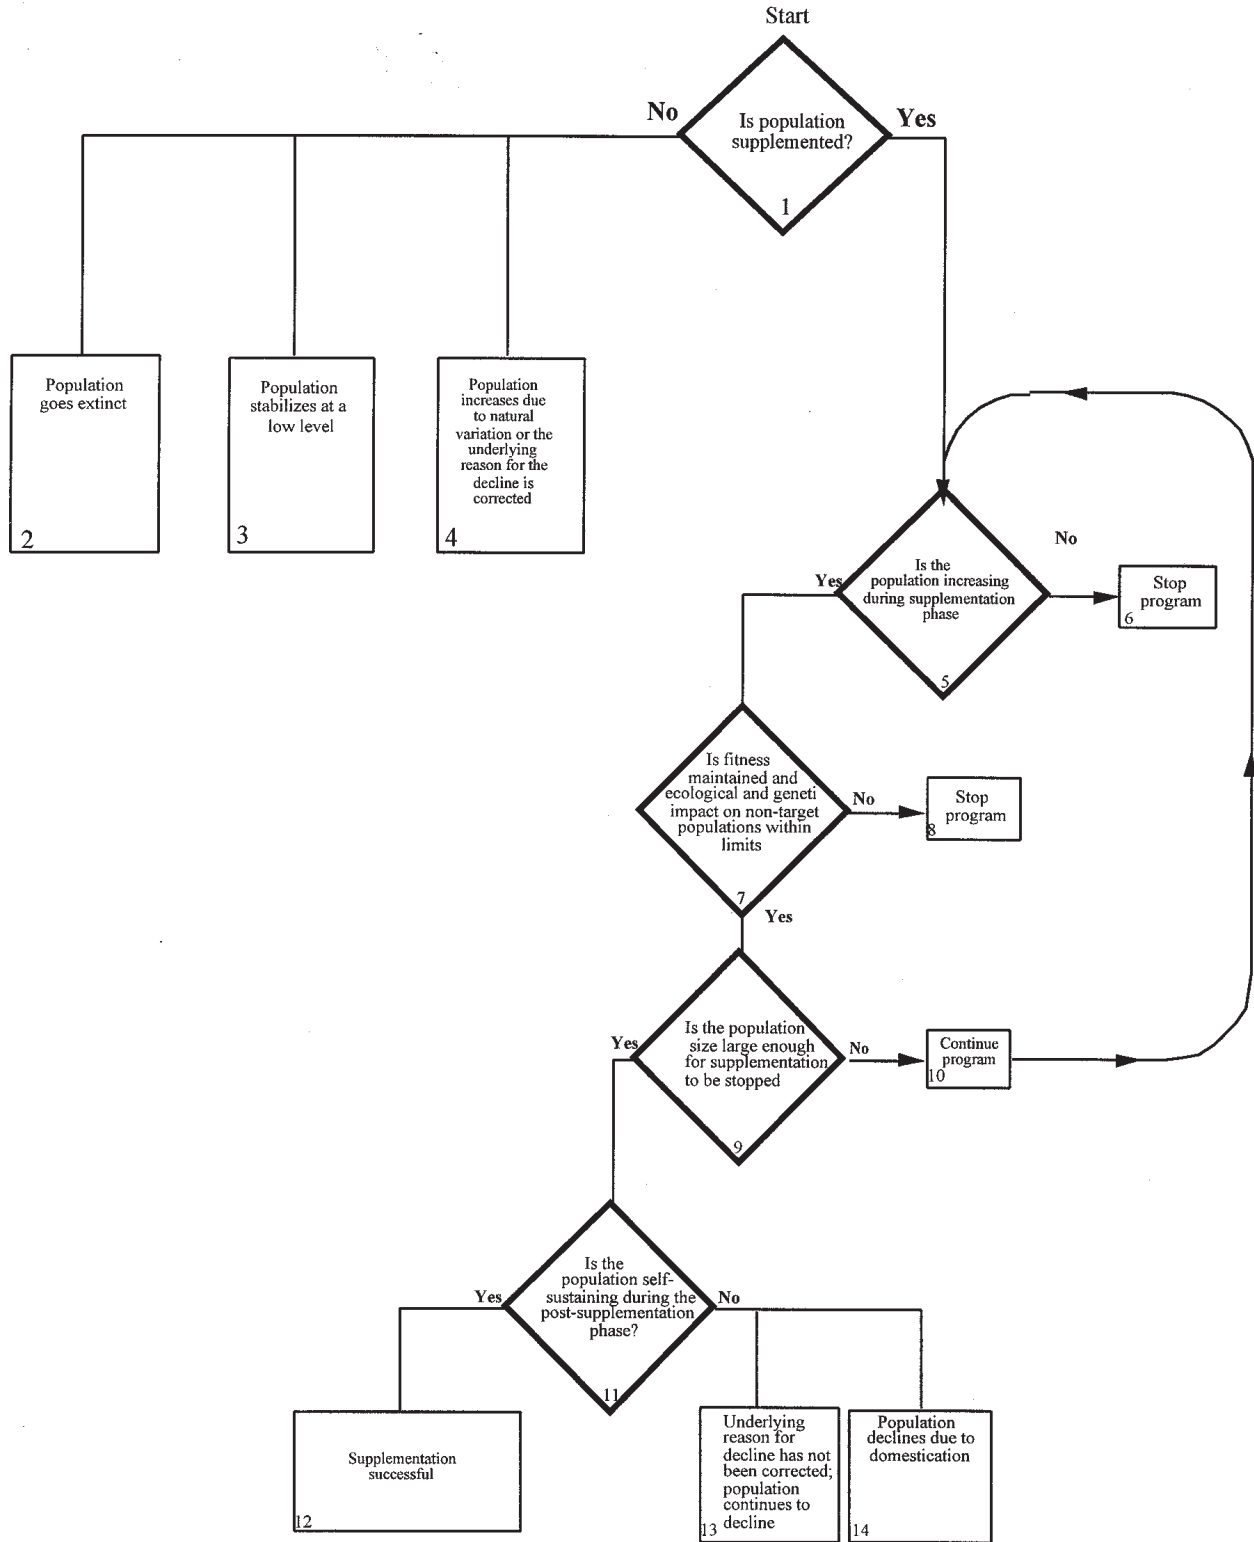 Start
No
Yes
Is population
supplemented?
1
Population
goes extinct
2
Population
stabilizes at a
low level
3
Population
increases due
to natural
variation or the
underlying
reason for the
decline is
corrected
4
Is the
population increasing
during supplementation
phase
5
Yes
No
Stop
program
6
Is fitness
maintained and
ecological and geneti
impact on non-target
populations within
limits
7
No
Stop
program
8
Yes
Is the population
size large enough
for supplementation
to be stopped
9
Yes
No
Continue
program
10
Is the
population self-
sustaining during the
post-supplementation
phase?
11
Yes
No
Supplementation
successful
12
Underlying
reason for
decline has not
been corrected;
population
continues to
decline
13
Population
declines due to
domestication
14